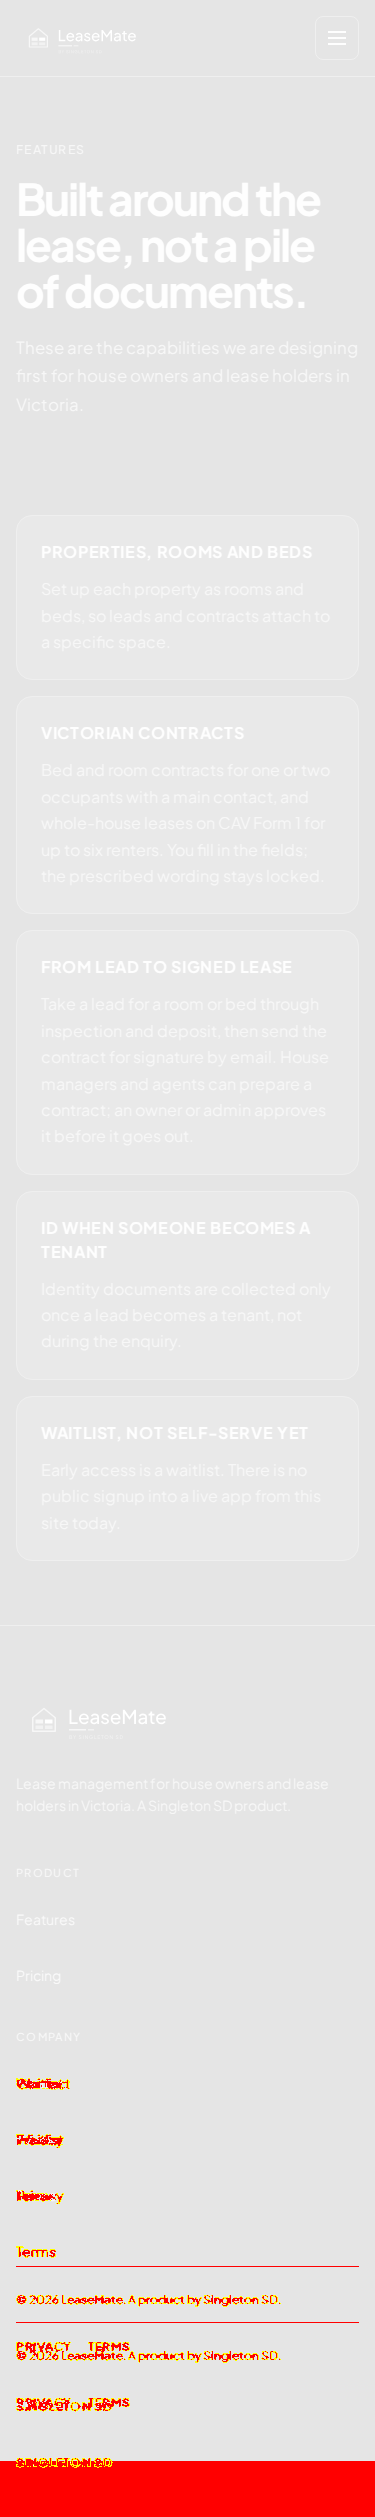 LeaseMate
FEATURES
Built around the
lease, not a pile
of documents.
These are the capabilities we are designing
first for house owners and lease holders in
Victoria.
PROPERTIES, ROOMS AND BEDS
Set up each property as rooms and
beds, so leads and contracts attach to
a specific space.
VICTORIAN CONTRACTS
Bed and room contracts for one or two
occupants with a main contact, and
whole-house leases on CAV Form 1 for
up to six renters. You fill in the fields;
the prescribed wording stays locked.
FROM LEAD TO SIGNED LEASE
Take a lead for a room or bed through
inspection and deposit, then send the
contract for signature by email. House
managers and agents can prepare a
contract; an owner or admin approves
it before it goes out.
ID WHEN SOMEONE BECOMES A
TENANT
Identity documents are collected only
once a lead becomes a tenant, not
during the enquiry.
WAITLIST, NOT SELF-SERVE YET
Early access is a waitlist. There is no
public signup into a live app from this
site today.
LeaseMate
Lease management for house owners and lease
holders in Victoria. A Singleton SD product.
PRODUCT
Features
Pricing
COMPANY
Terms
© 2026 LeaseMate. A product by Singleton SD.
PRIVACY TERMS
© 2026 LeaseMate. A product by Singleton SD.
PRIVACY TERMS